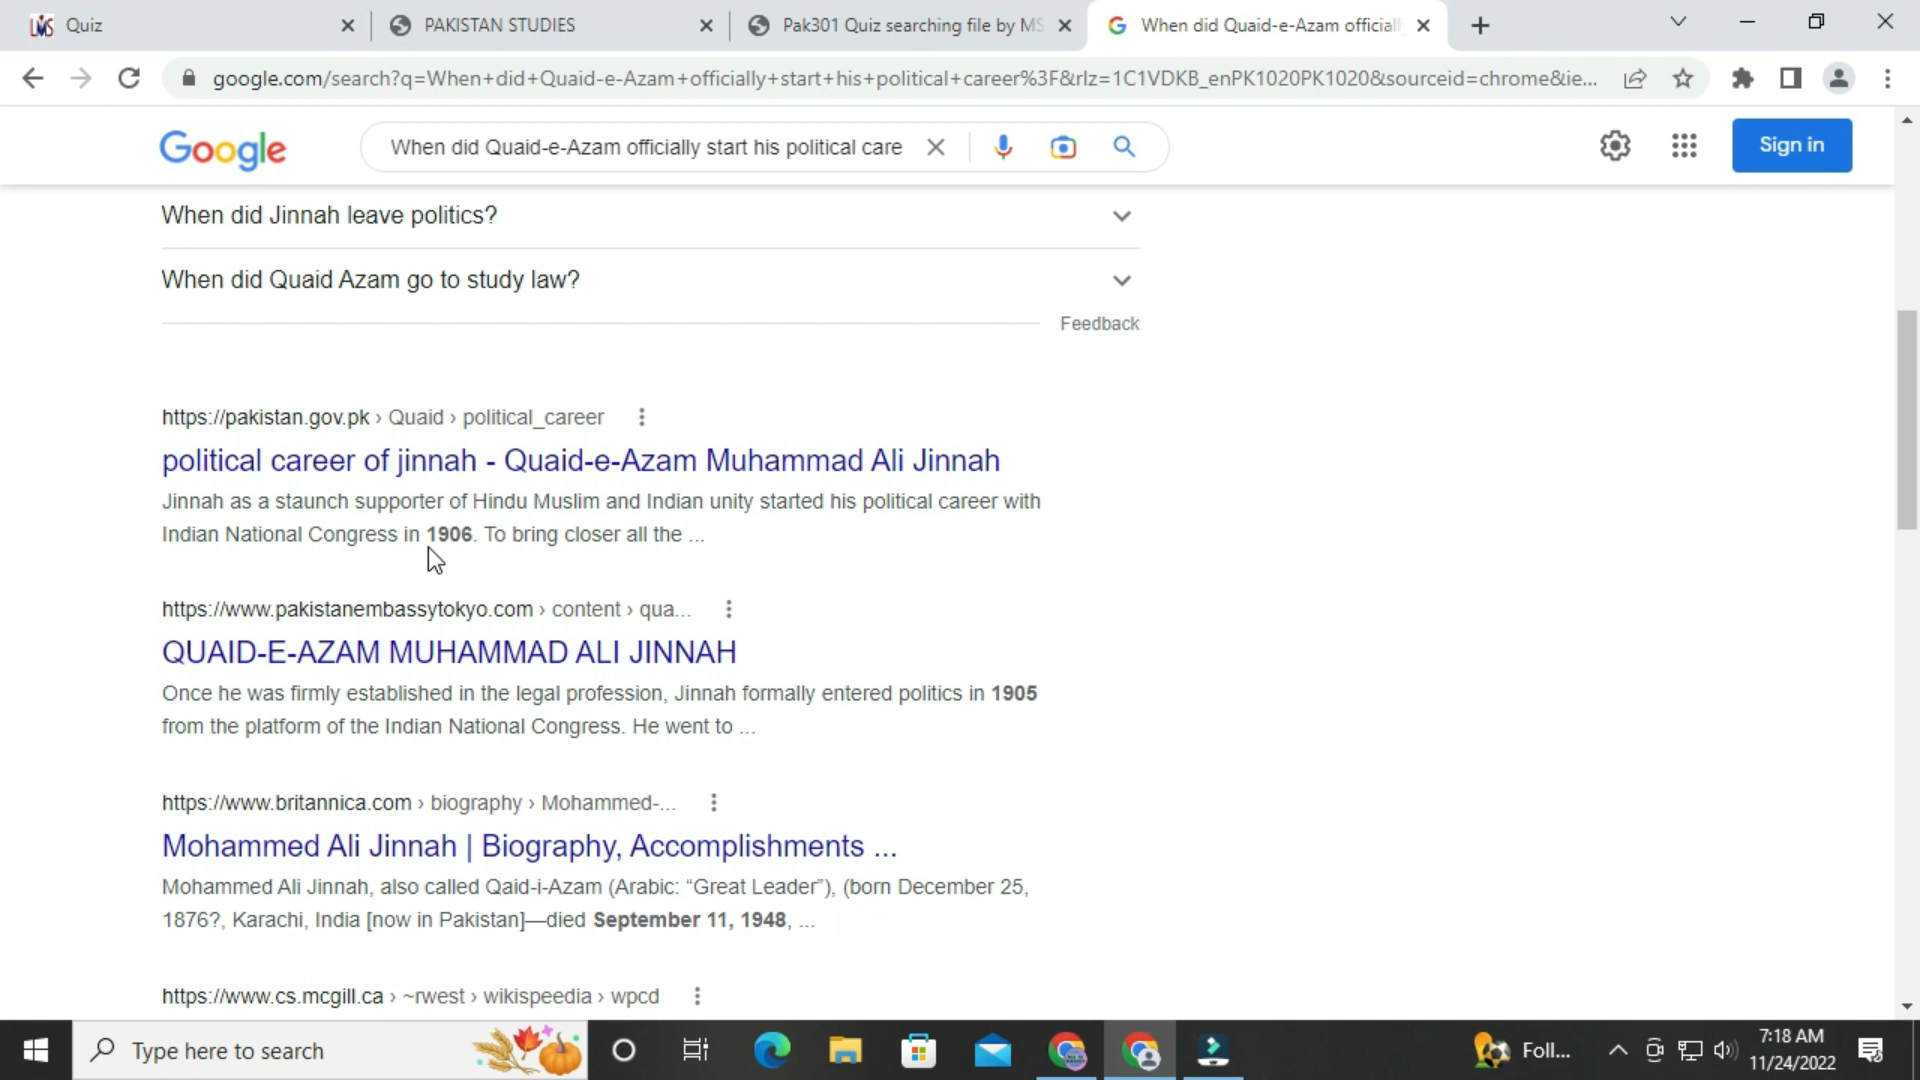 Quiz
PAKISTAN STUDIES
Pak301 Quiz searching file by MS
When did Quaid-e-Azam official
google.com/search?q=When+did+Quaid-e-Azam+officially+start+his+political+career%3F&rlz=1C1VDKB_enPK1020PK1020&sourceid=chrome&ie...
Google
When did Quaid-e-Azam officially start his political care
Sign in
When did Jinnah leave politics?
When did Quaid Azam go to study law?
Feedback
https://pakistan.gov.pk › Quaid › political_career
political career of jinnah - Quaid-e-Azam Muhammad Ali Jinnah
Jinnah as a staunch supporter of Hindu Muslim and Indian unity started his political career with
Indian National Congress in 1906. To bring closer all the ...
https://www.pakistanembassytokyo.com › content › qua...
QUAID-E-AZAM MUHAMMAD ALI JINNAH
Once he was firmly established in the legal profession, Jinnah formally entered politics in 1905
from the platform of the Indian National Congress. He went to ...
https://www.britannica.com › biography › Mohammed-...
Mohammed Ali Jinnah | Biography, Accomplishments ...
Mohammed Ali Jinnah, also called Qaid-i-Azam (Arabic: “Great Leader”), (born December 25,
1876?, Karachi, India [now in Pakistan]—died September 11, 1948, ...
https://www.cs.mcgill.ca › ~rwest › wikispeedia › wpcd
Type here to search
Foll...
7:18 AM
11/24/2022